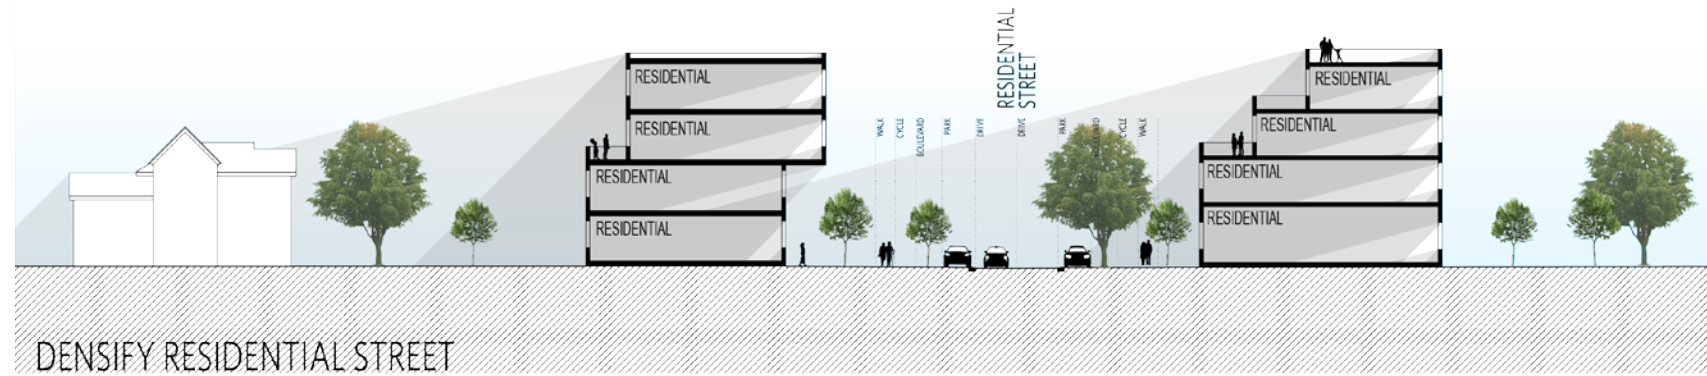 RESIDENTIAL
STREET
RESIDENTIAL
RESIDENTIAL
RESIDENTIAL
RESIDENTIAL
WALK
CYCLE
BOULEVARD
PARK
DRIVE
DRIVE
PARK
BOULEVARD
CYCLE
WALK
RESIDENTIAL
RESIDENTIAL
RESIDENTIAL
RESIDENTIAL
DENSIFY RESIDENTIAL STREET